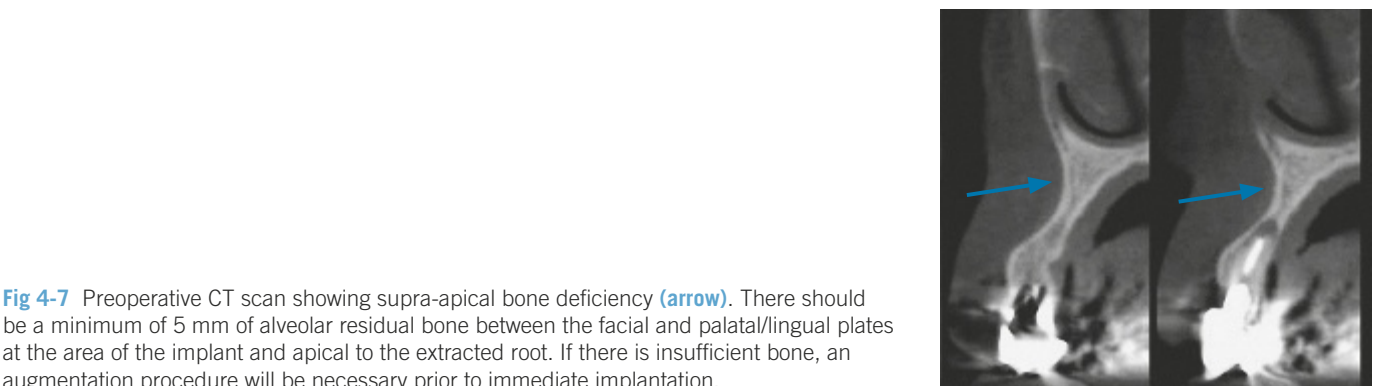 Fig 4-7 Preoperative CT scan showing supra-apical bone deficiency (arrow). There should
be a minimum of 5 mm of alveolar residual bone between the facial and palatal/lingual plates
at the area of the implant and apical to the extracted root. If there is insufficient bone, an
augmentation procedure will be necessary prior to immediate implantation.